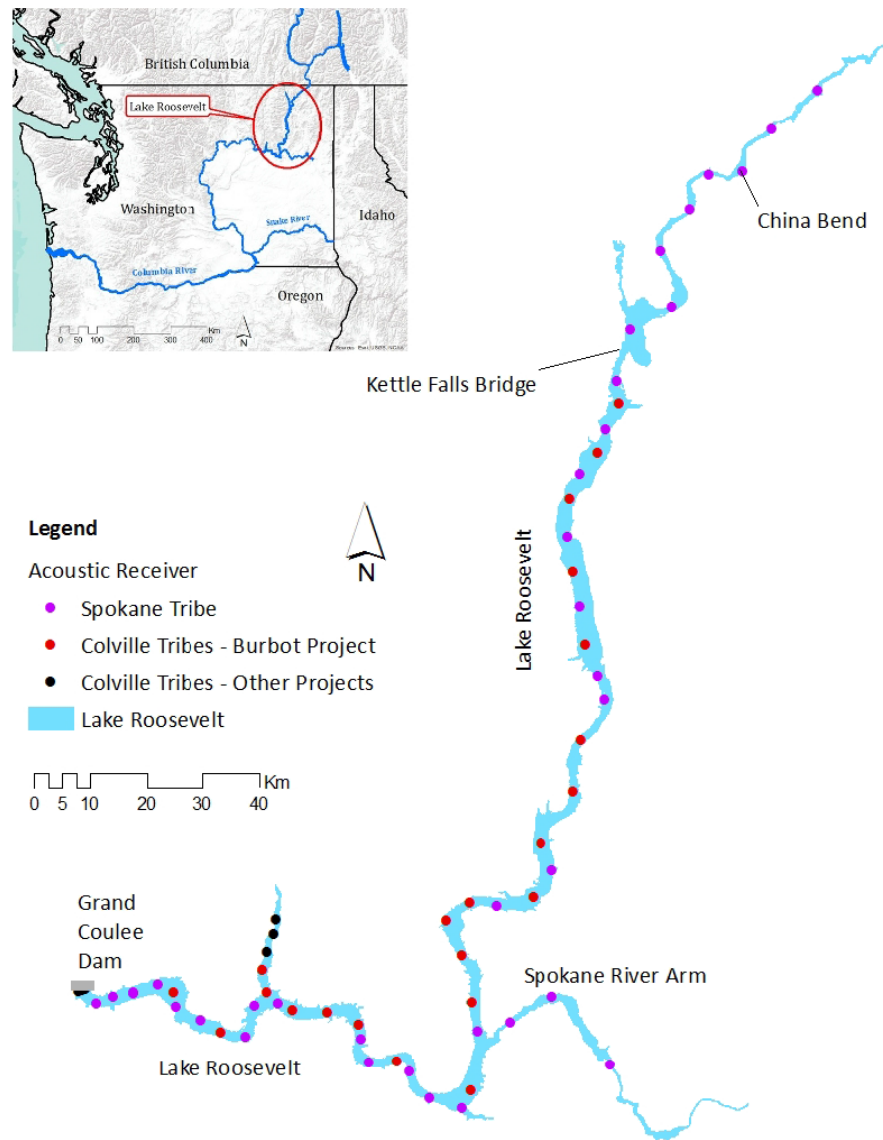 British Columbia
Lake Roosevelt
Washington
Snake River
Idaho
Columbia River
Oregon
Km
0 50 100 200 300 400
N
China Bend
Kettle Falls Bridge
Lake Roosevelt
Legend
N
Acoustic Receiver
Spokane Tribe
Colville Tribes - Burbot Project
Colville Tribes - Other Projects
Lake Roosevelt
Km
0 5 10 20 30 40
Grand
Coulee
Dam
Spokane River Arm
Lake Roosevelt